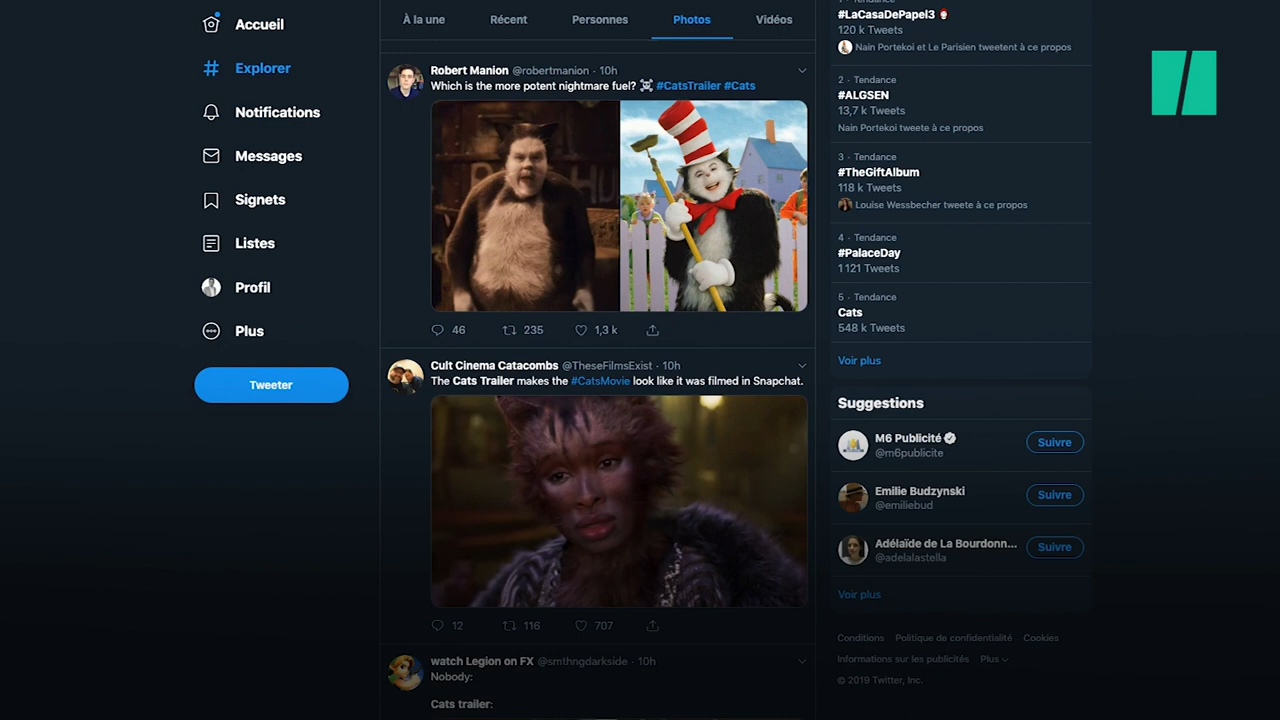 Accueil
Explorer
Notifications
Messages
Signets
Listes
Profil
Plus
Tweeter
À la une
Récent
Personnes
Photos
Vidéos
Robert Manion @robertmanion · 10h
Which is the more potent nightmare fuel? ☠️ #CatsTrailer #Cats
46
235
1,3 k
Cult Cinema Catacombs @TheseFilmsExist · 10h
The Cats Trailer makes the #CatsMovie look like it was filmed in Snapchat.
12
116
707
watch Legion on FX @smthngdarkside · 10h
Nobody:
Cats trailer:
#LaCasaDePapel3
120 k Tweets
Nain Portekoi et Le Parisien tweetent à ce propos
2 · Tendance
#ALGSEN
13,7 k Tweets
Nain Portekoi tweete à ce propos
3 · Tendance
#TheGiftAlbum
118 k Tweets
Louise Wessbecher tweete à ce propos
4 · Tendance
#PalaceDay
1 121 Tweets
5 · Tendance
Cats
548 k Tweets
Voir plus
Suggestions
M6 Publicité
@m6publicite
Suivre
Emilie Budzynski
@emiliebud
Suivre
Adélaïde de La Bourdonn...
@adelalastella
Suivre
Voir plus
Conditions Politique de confidentialité Cookies
Informations sur les publicités Plus
© 2019 Twitter, Inc.